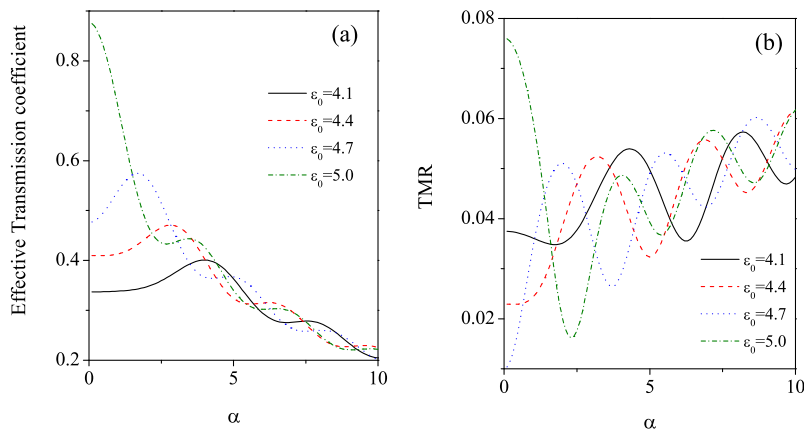 (a)
Effective Transmission coefficient
0.8
0.6
0.4
0.2
ε₀=4.1
ε₀=4.4
ε₀=4.7
ε₀=5.0
0
5
10
α
(b)
TMR
0.08
0.06
0.04
0.02
ε₀=4.1
ε₀=4.4
ε₀=4.7
ε₀=5.0
0
5
10
α